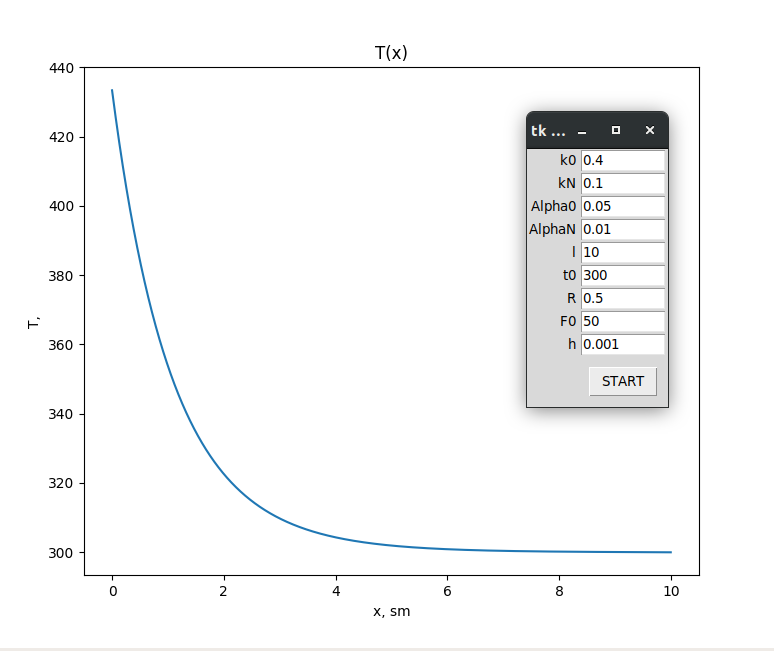 T(x)
440
420
400
380
360
340
320
300
T,
0 2 4 6 8 10
x, sm
tk ...
k0 0.4
kN 0.1
Alpha0 0.05
AlphaN 0.01
l 10
t0 300
R 0.5
F0 50
h 0.001
START